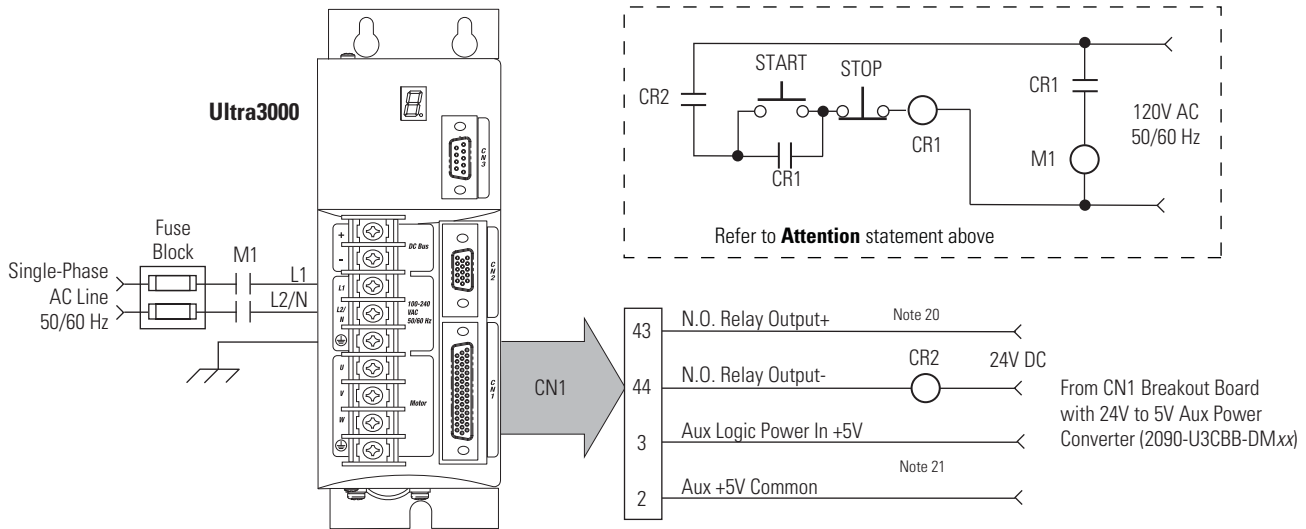 Ultra3000
CN3
START
STOP
CR2
CR1
CR1
CR1
M1
120V AC
50/60 Hz
Refer to Attention statement above
Fuse
Block
M1
Single-Phase
AC Line
50/60 Hz
L1
L2/N
+
-
DC Bus
L1
L2/
N
100-240
VAC
50/60 Hz
U
V
W
Motor
CN2
CN1
CN1
43
N.O. Relay Output+
Note 20
44
N.O. Relay Output-
CR2
24V DC
3
Aux Logic Power In +5V
2
Aux +5V Common
Note 21
From CN1 Breakout Board
with 24V to 5V Aux Power
Converter (2090-U3CBB-DMxx)